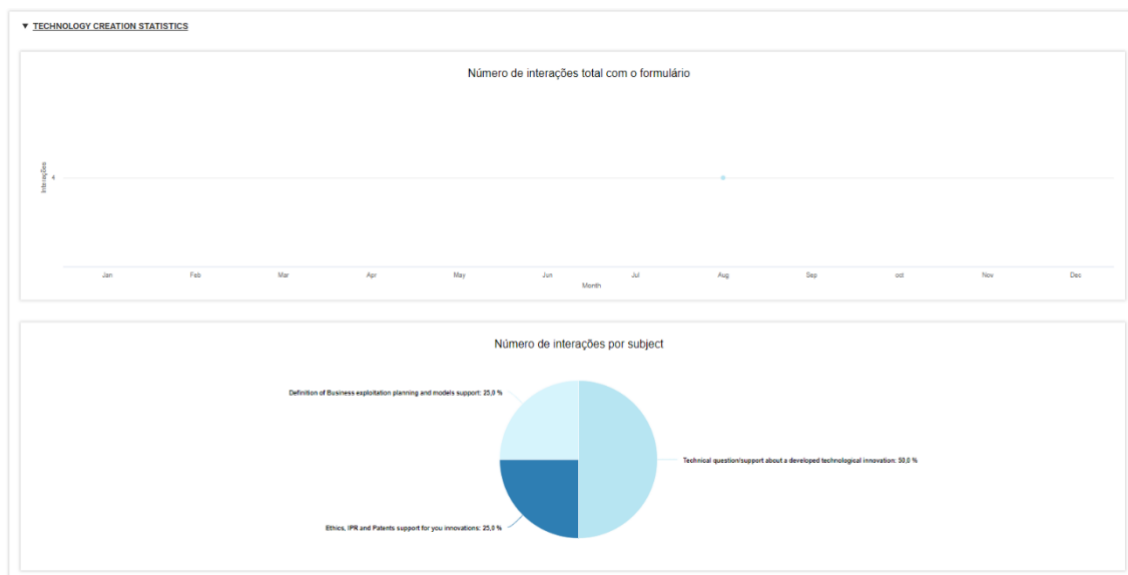 ▼ TECHNOLOGY CREATION STATISTICS
Número de interações total com o formulário
Interações
4
Jan Feb Mar Apr May Jun Jul Aug Sep oct Nov Dec
Month
Número de interações por subject
Definition of Business exploitation planning and models support: 25,0 %
Technical question/support about a developed technological innovation: 50,0 %
Ethics, IPR and Patents support for you innovations: 25,0 %